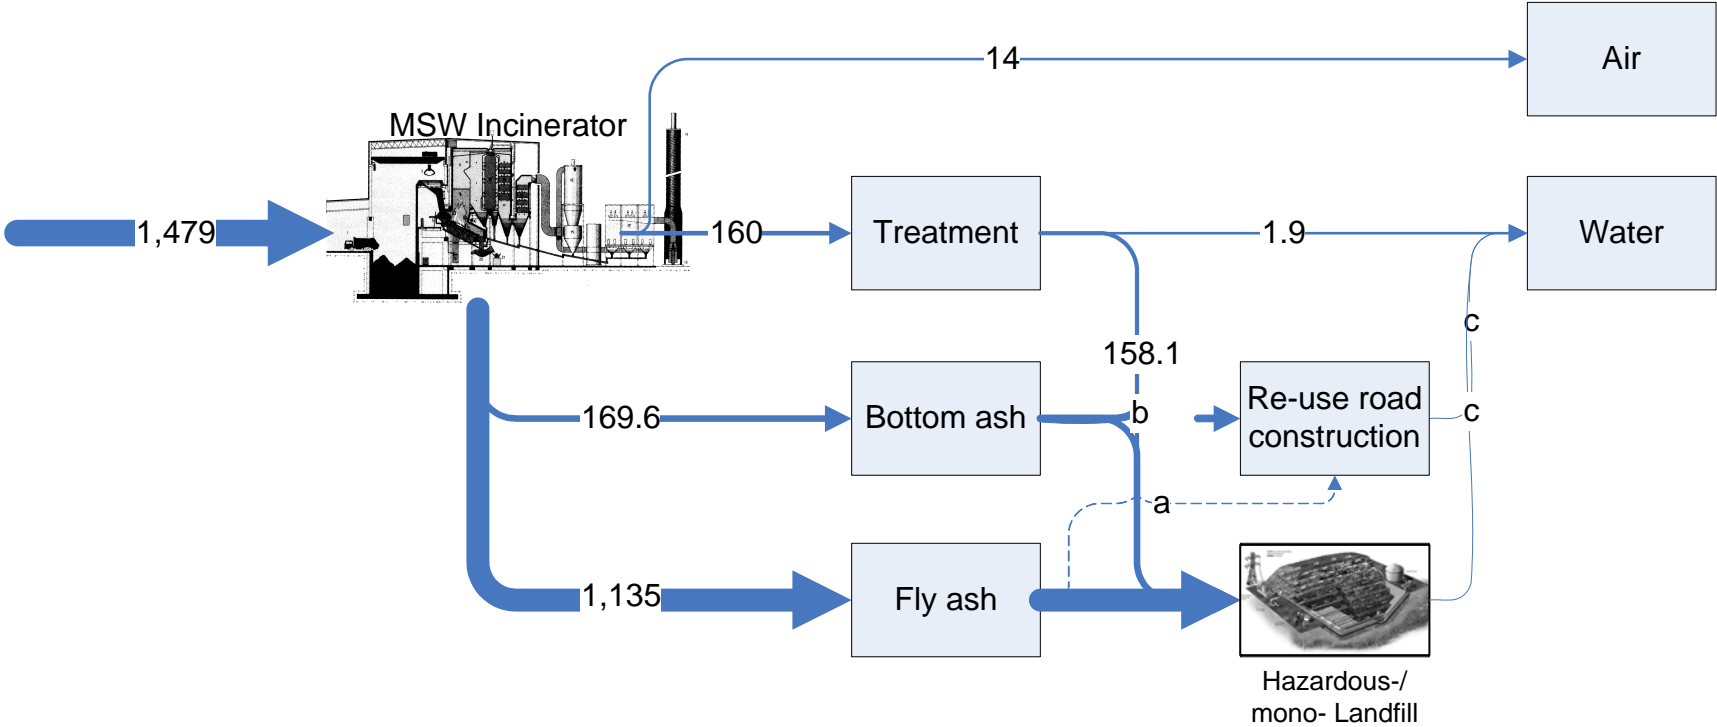 14
Air
MSW Incinerator
1,479
160
Treatment
1.9
Water
c
158.1
169.6
Bottom ash
b
Re-use road
construction
c
a
1,135
Fly ash
Hazardous-/
mono- Landfill